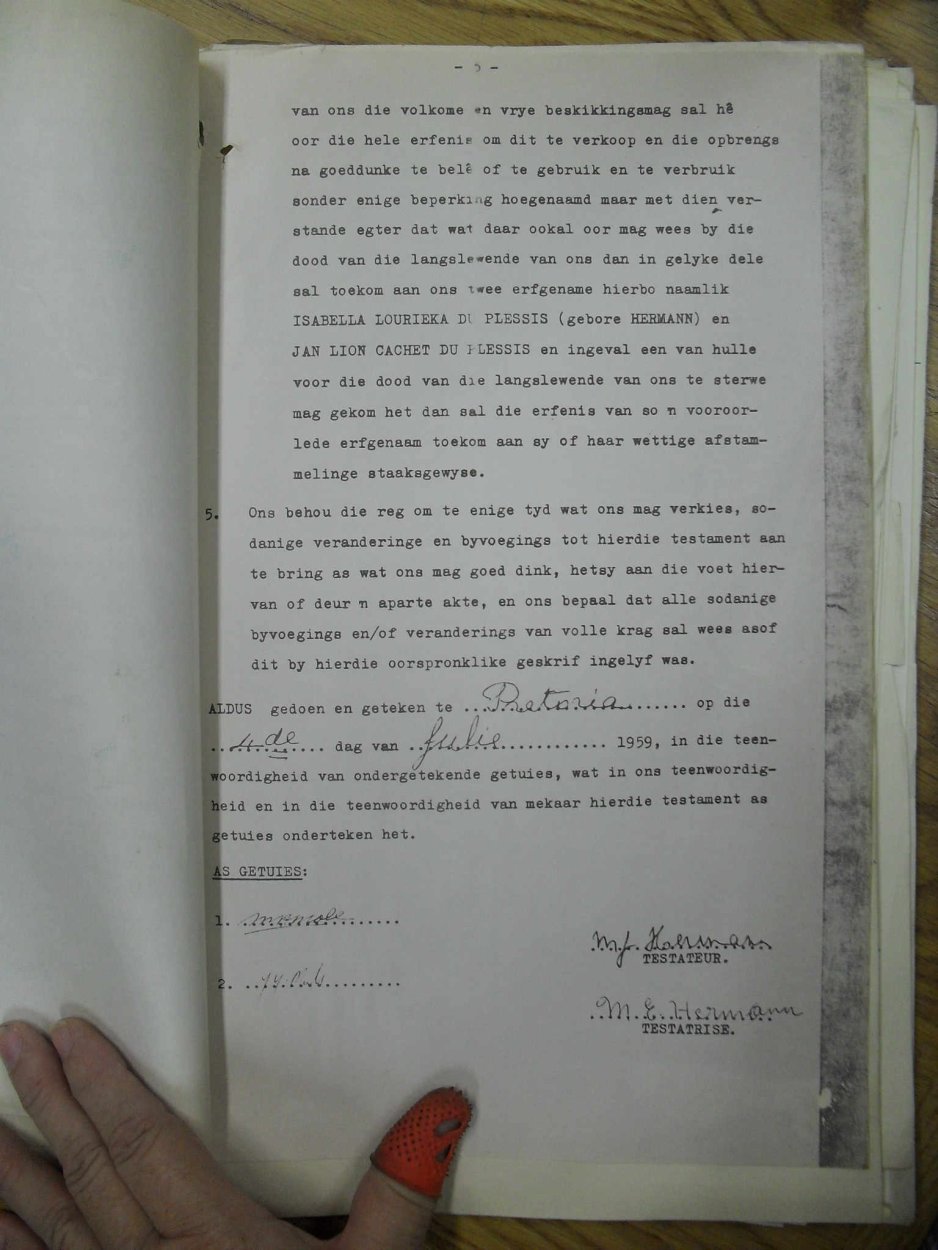 van ons die volkome en vrye beskikkingsmag sal hê
oor die hele erfenis om dit te verkoop en die opbrengs
na goeddunke te belê of te gebruik en te verbruik
sonder enige beperking hoegenaamd maar met dien ver-
stande egter dat wat daar ookal oor mag wees by die
dood van die langslewende van ons dan in gelyke dele
sal toekom aan ons twee erfgename hierbo naamlik
ISABELLA LOURIEKA DU PLESSIS (gebore HERMANN) en
JAN LION CACHET DU PLESSIS en ingeval een van hulle
voor die dood van die langslewende van ons te sterwe
mag gekom het dan sal die erfenis van so 'n vooroor-
lede erfgenaam toekom aan sy of haar wettige afstam-
melinge staaksgewyse.
5. Ons behou die reg om te enige tyd wat ons mag verkies, so-
danige veranderinge en byvoegings tot hierdie testament aan
te bring as wat ons mag goed dink, hetsy aan die voet hier-
van of deur 'n aparte akte, en ons bepaal dat alle sodanige
byvoegings en/of veranderings van volle krag sal wees asof
dit by hierdie oorspronklike geskrif ingelyf was.
ALDUS gedoen en geteken te ...Pretoria....... op die
..4de.... dag van ..Julie............ 1959, in die teen-
woordigheid van ondergetekende getuies, wat in ons teenwoordig-
heid en in die teenwoordigheid van mekaar hierdie testament as
getuies onderteken het.
AS GETUIES:
1.
M.J. Hermann
TESTATEUR.
2.
M.E. Hermann
TESTATRISE.